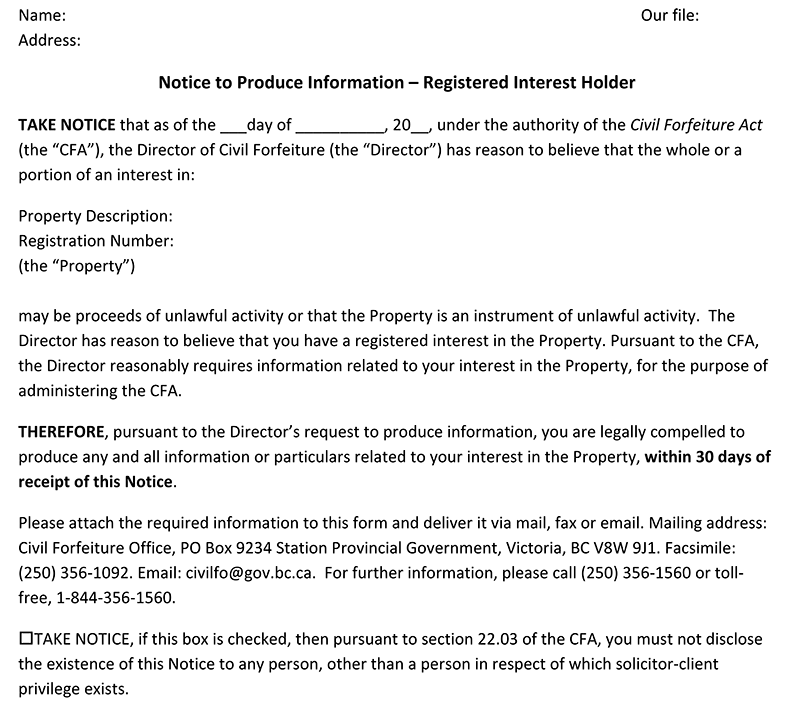 Name: Our file:
Address:
Notice to Produce Information – Registered Interest Holder
TAKE NOTICE that as of the ___day of __________, 20__, under the authority of the Civil Forfeiture Act
(the “CFA”), the Director of Civil Forfeiture (the “Director”) has reason to believe that the whole or a
portion of an interest in:
Property Description:
Registration Number:
(the “Property”)
may be proceeds of unlawful activity or that the Property is an instrument of unlawful activity.  The
Director has reason to believe that you have a registered interest in the Property. Pursuant to the CFA,
the Director reasonably requires information related to your interest in the Property, for the purpose of
administering the CFA.
THEREFORE, pursuant to the Director’s request to produce information, you are legally compelled to
produce any and all information or particulars related to your interest in the Property, within 30 days of
receipt of this Notice.
Please attach the required information to this form and deliver it via mail, fax or email. Mailing address:
Civil Forfeiture Office, PO Box 9234 Station Provincial Government, Victoria, BC V8W 9J1. Facsimile:
(250) 356-1092. Email: civilfo@gov.bc.ca.  For further information, please call (250) 356-1560 or toll-
free, 1-844-356-1560.
☐TAKE NOTICE, if this box is checked, then pursuant to section 22.03 of the CFA, you must not disclose
the existence of this Notice to any person, other than a person in respect of which solicitor-client
privilege exists.